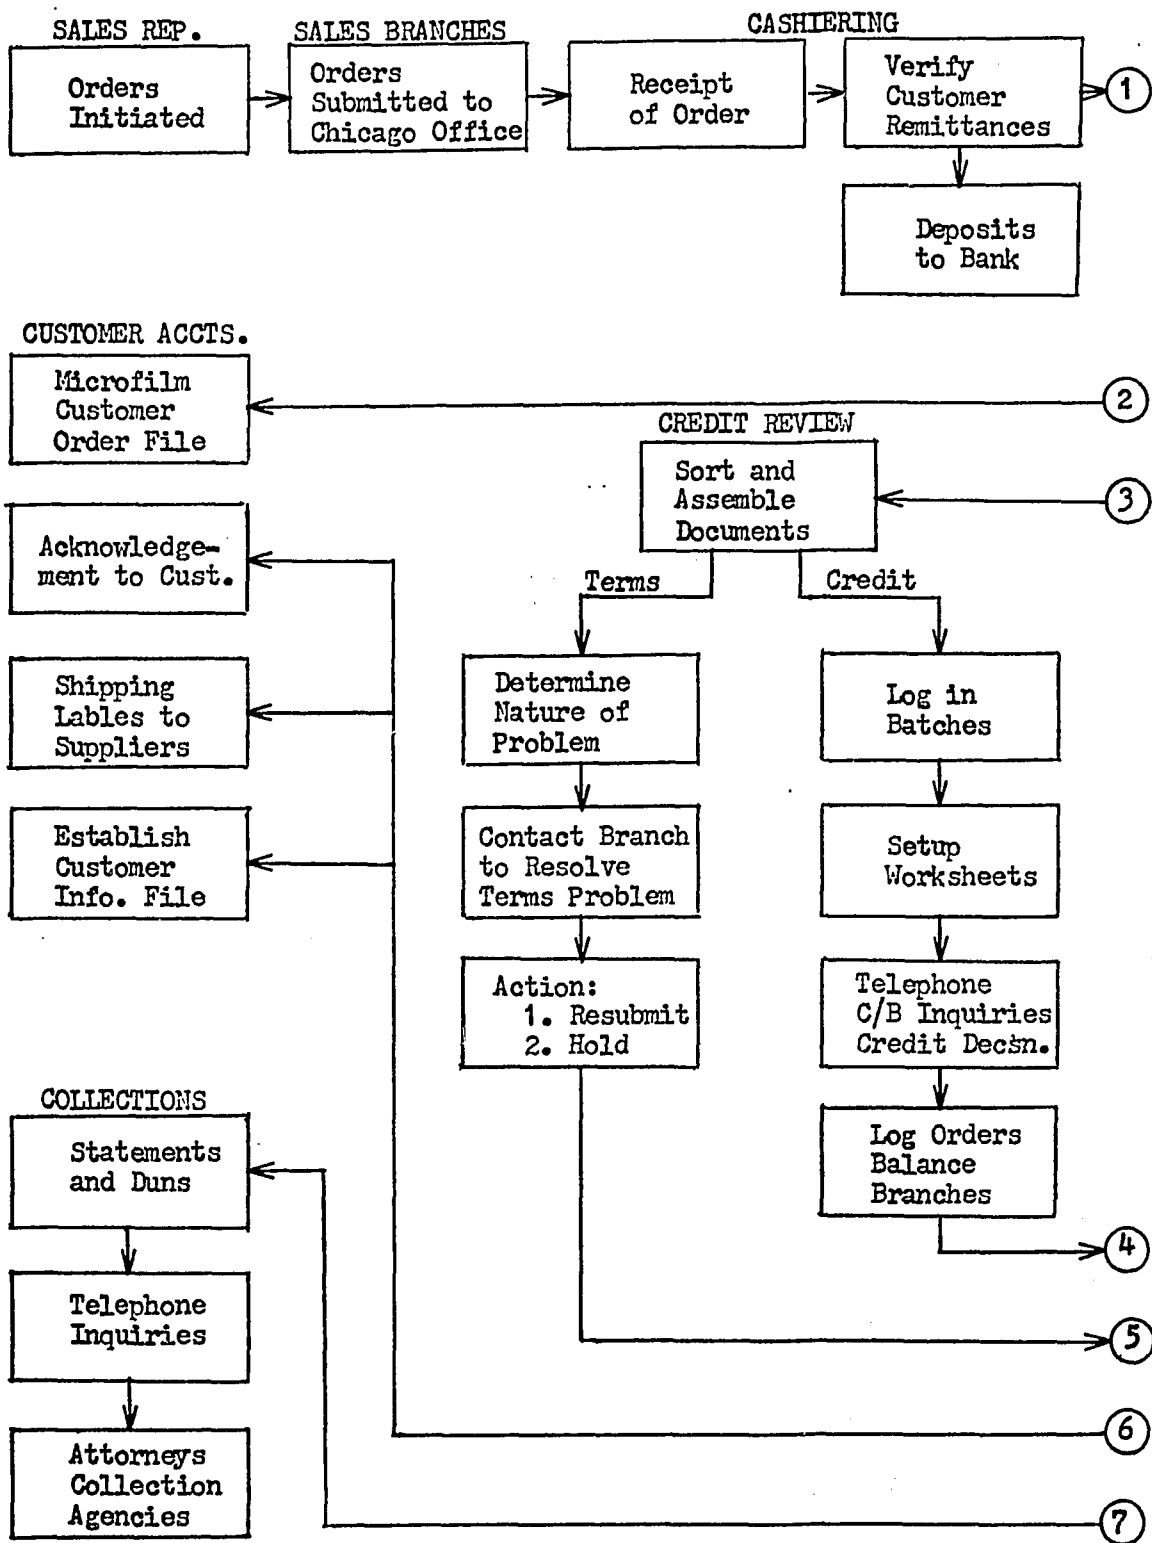 SALES REP.
Orders
Initiated
SALES BRANCHES
Orders
Submitted to
Chicago Office
CASHIERING
Receipt
of Order
Verify
Customer
Remittances
1
Deposits
to Bank
CUSTOMER ACCTS.
Microfilm
Customer
Order File
2
CREDIT REVIEW
Sort and
Assemble
Documents
3
Acknowledge-
ment to Cust.
Terms
Credit
Shipping
Lables to
Suppliers
Determine
Nature of
Problem
Log in
Batches
Establish
Customer
Info. File
Contact Branch
to Resolve
Terms Problem
Setup
Worksheets
Action:
1. Resubmit
2. Hold
Telephone
C/B Inquiries
Credit Decsn.
COLLECTIONS
Statements
and Duns
Log Orders
Balance
Branches
4
Telephone
Inquiries
5
Attorneys
Collection
Agencies
6
7